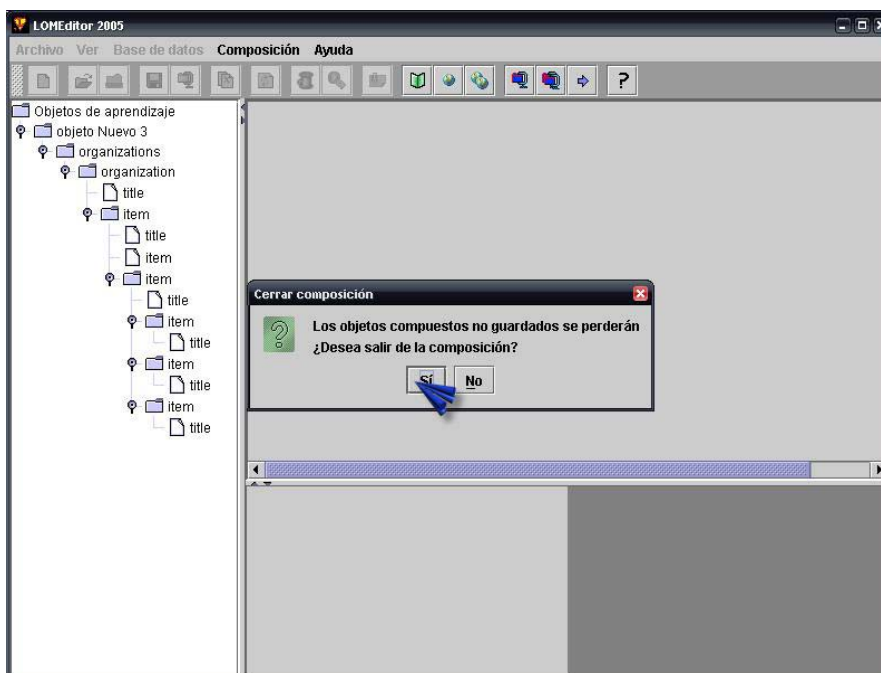 LOMEditor 2005
Archivo Ver Base de datos Composición Ayuda
?
Objetos de aprendizaje
objeto Nuevo 3
organizations
organization
title
item
title
item
item
title
item
title
item
title
item
title
Cerrar composición
Los objetos compuestos no guardados se perderán
¿Desea salir de la composición?
Sí No